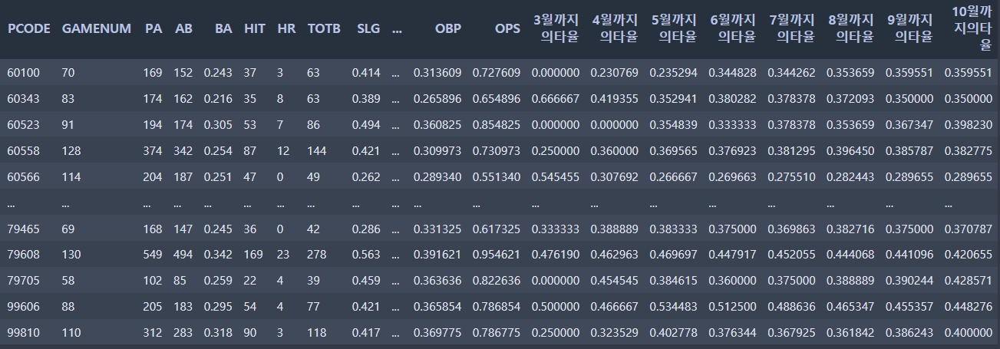 PCODE GAMENUM PA AB BA HIT HR TOTB SLG ... OBP OPS 3월까지의타율 4월까지의타율 5월까지의타율 6월까지의타율 7월까지의타율 8월까지의타율 9월까지의타율 10월까지의타율
60100 70 169 152 0.243 37 3 63 0.414 ... 0.313609 0.727609 0.000000 0.230769 0.235294 0.344828 0.344262 0.353659 0.359551 0.359551
60343 83 174 162 0.216 35 8 63 0.389 ... 0.265896 0.654896 0.666667 0.419355 0.352941 0.380282 0.378378 0.372093 0.350000 0.350000
60523 91 194 174 0.305 53 7 86 0.494 ... 0.360825 0.854825 0.000000 0.000000 0.354839 0.333333 0.378378 0.353659 0.367347 0.398230
60558 128 374 342 0.254 87 12 144 0.421 ... 0.309973 0.730973 0.250000 0.360000 0.369565 0.376923 0.381295 0.396450 0.385787 0.382775
60566 114 204 187 0.251 47 0 49 0.262 ... 0.289340 0.551340 0.545455 0.307692 0.266667 0.269663 0.275510 0.282443 0.289655 0.289655
... ... ... ... ... ... ... ... ... ... ... ... ... ... ... ... ... ... ... ...
79465 69 168 147 0.245 36 0 42 0.286 ... 0.331325 0.617325 0.333333 0.388889 0.383333 0.375000 0.369863 0.382716 0.375000 0.370787
79608 130 549 494 0.342 169 23 278 0.563 ... 0.391621 0.954621 0.476190 0.462963 0.469697 0.447917 0.452055 0.444068 0.441096 0.420655
79705 58 102 85 0.259 22 4 39 0.459 ... 0.363636 0.822636 0.000000 0.454545 0.384615 0.360000 0.375000 0.388889 0.390244 0.428571
99606 88 205 183 0.295 54 4 77 0.421 ... 0.365854 0.786854 0.500000 0.466667 0.534483 0.512500 0.488636 0.465347 0.455357 0.448276
99810 110 312 283 0.318 90 3 118 0.417 ... 0.369775 0.786775 0.250000 0.323529 0.402778 0.376344 0.367925 0.361842 0.386243 0.400000